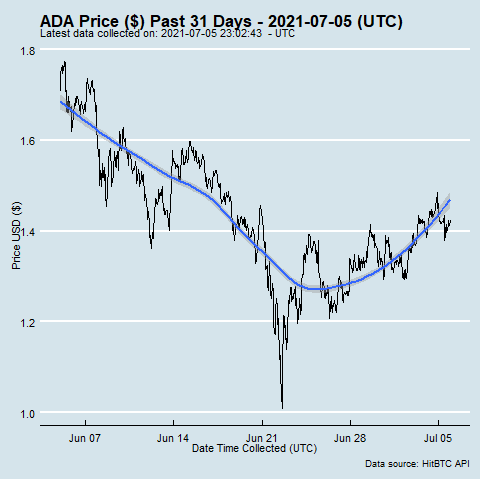 ADA Price ($) Past 31 Days - 2021-07-05 (UTC)
Latest data collected on: 2021-07-05 23:02:43 - UTC
1.8
1.6
1.4
1.2
1.0
Price USD ($)
Jun 07 Jun 14 Jun 21 Jun 28 Jul 05
Date Time Collected (UTC)
Data source: HitBTC API